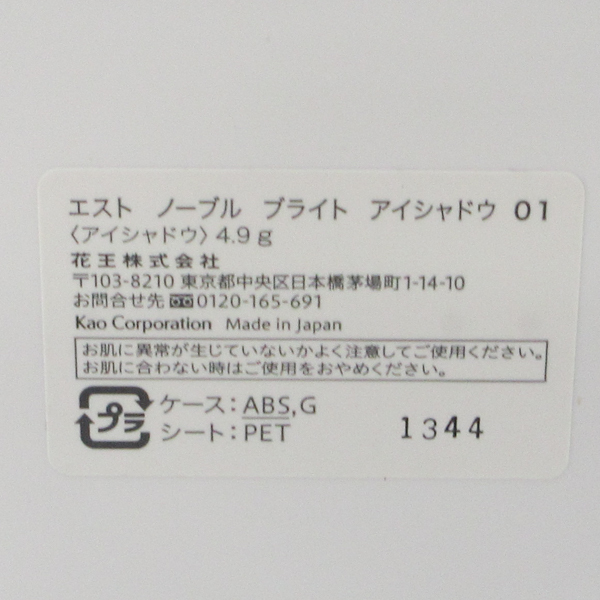 エスト ノーブル ブライト アイシャドウ 01
〈アイシャドウ〉4.9 g
花王株式会社
〒103-8210 東京都中央区日本橋茅場町1-14-10
お問合せ先 0120-165-691
Kao Corporation Made in Japan
お肌に異常が生じていないかよく注意してご使用ください。
お肌に合わない時はご使用をおやめください。
プラ ケース：ABS,G
シート：PET
1344